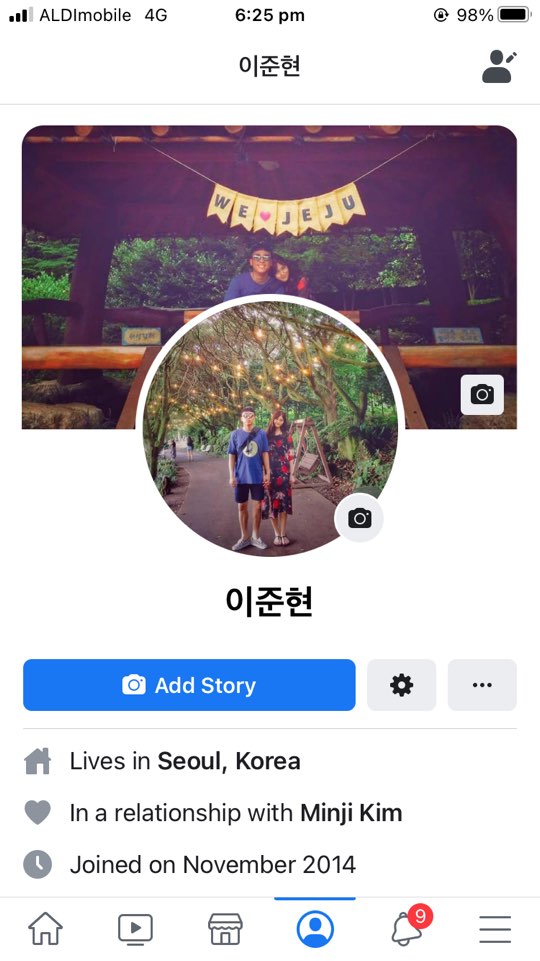 ALDImobile 4G 6:25 pm 98%
이준현
WE JEJU
이준현
Add Story
Lives in Seoul, Korea
In a relationship with Minji Kim
Joined on November 2014
9